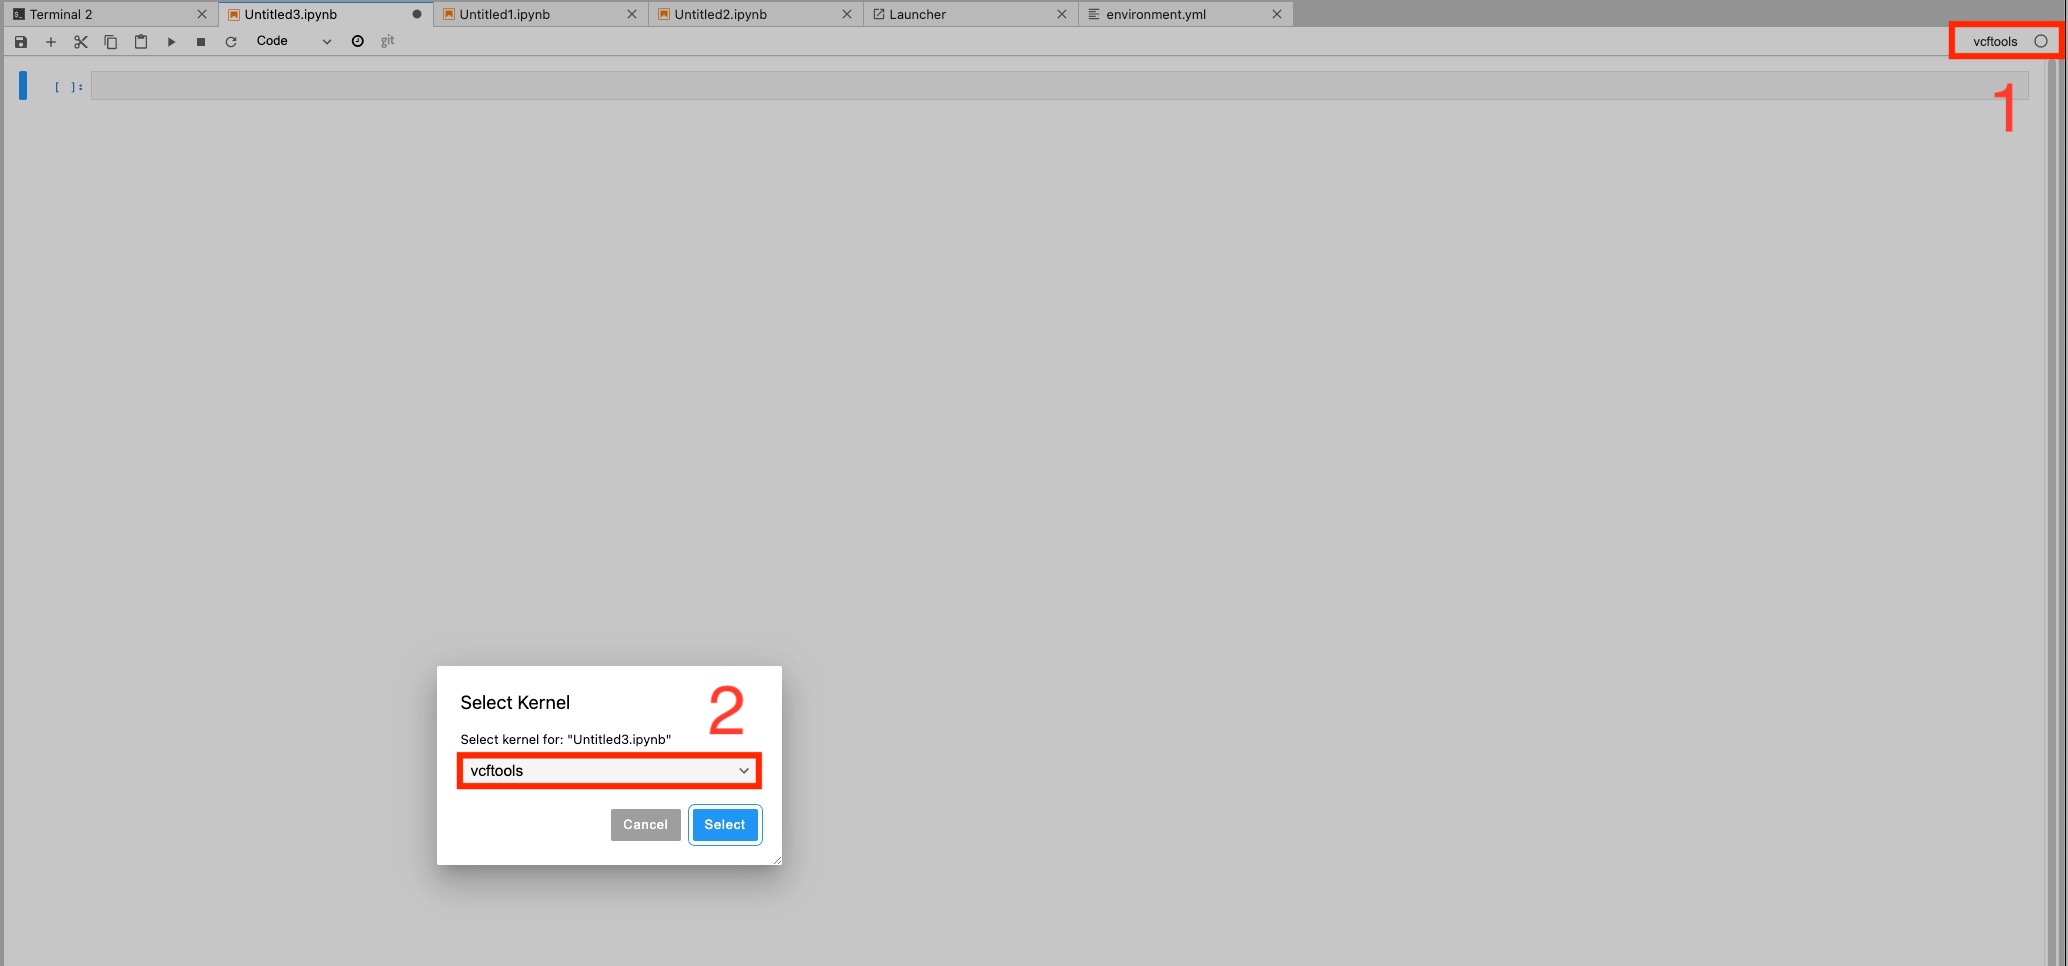 Terminal 2
Untitled3.ipynb
Untitled1.ipynb
Untitled2.ipynb
Launcher
environment.yml
Code
git
vcftools
[ ]:
1
Select Kernel
2
Select kernel for: "Untitled3.ipynb"
vcftools
Cancel
Select